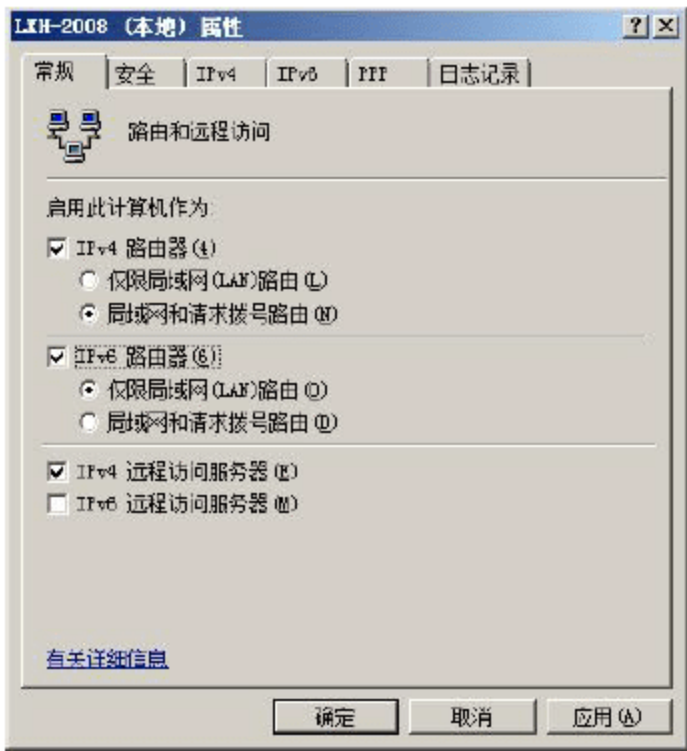 LXH-2008 (本地) 属性
常规 安全 IPv4 IPv6 PPP 日志记录
路由和远程访问
启用此计算机作为:
IPv4 路由器(4)
仅限局域网(LAN)路由(L)
局域网和请求拨号路由(N)
IPv6 路由器(6)
仅限局域网(LAN)路由(O)
局域网和请求拨号路由(D)
IPv4 远程访问服务器(E)
IPv6 远程访问服务器(M)
有关详细信息
确定 取消 应用(A)